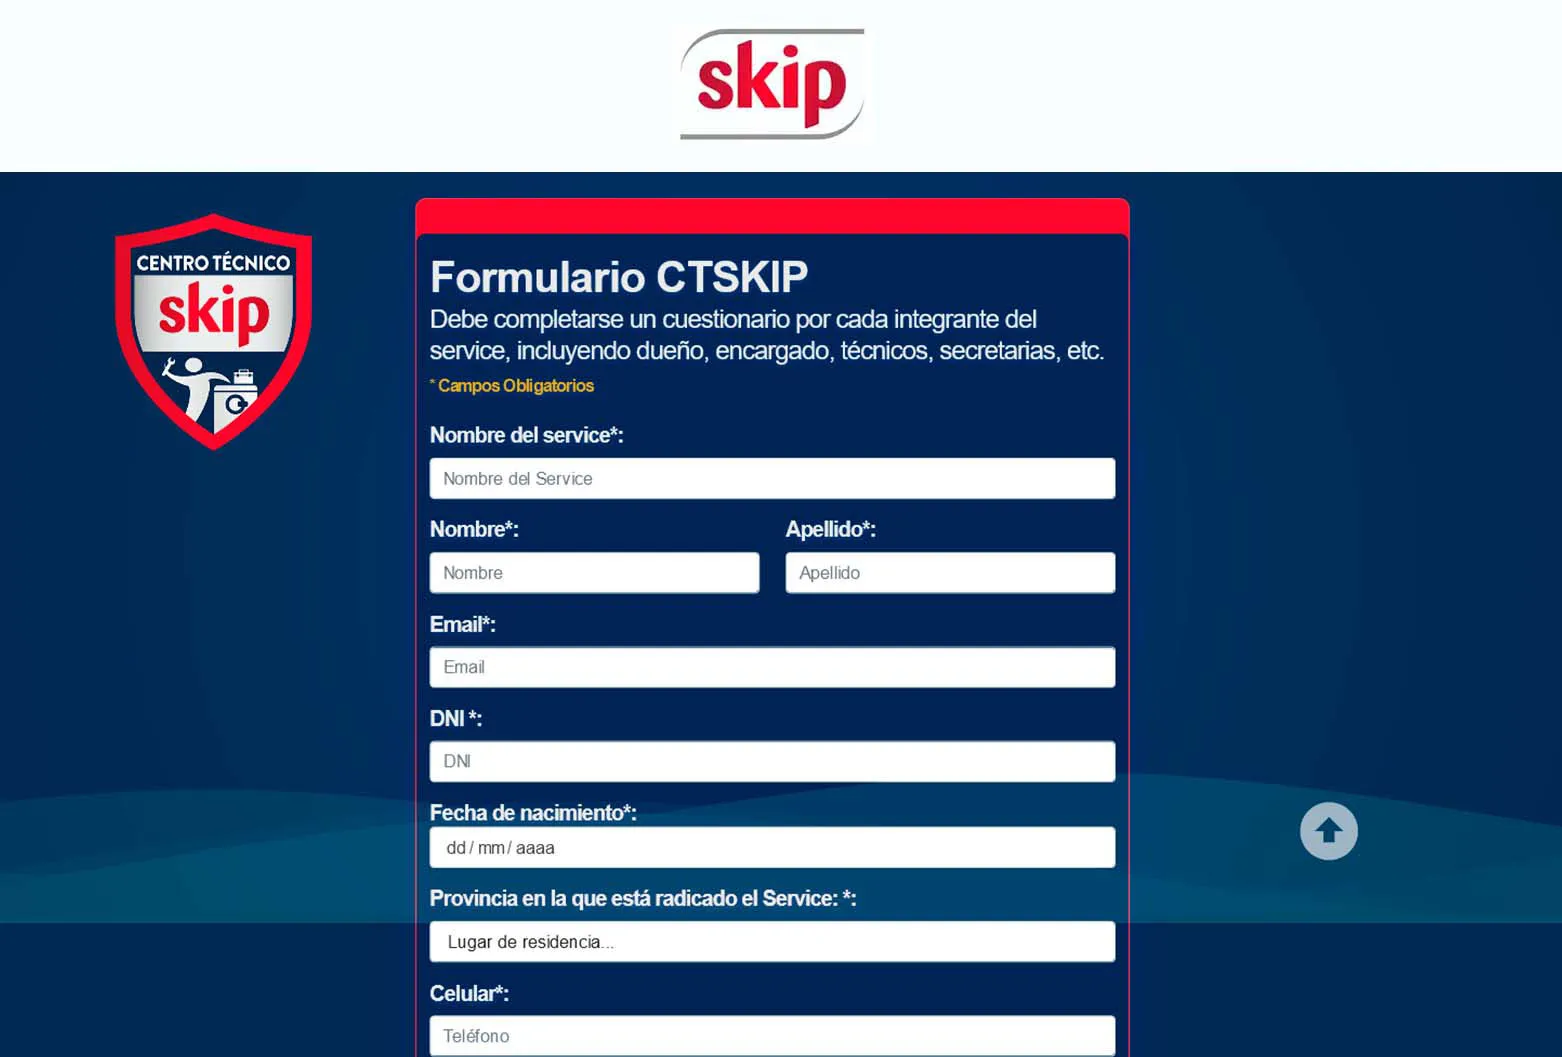 skip
CENTRO TÉCNICO
skip
Formulario CTSKIP
Debe completarse un cuestionario por cada integrante del
service, incluyendo dueño, encargado, técnicos, secretarias, etc.
* Campos Obligatorios
Nombre del service*:
Nombre del Service
Nombre*:
Apellido*:
Nombre
Apellido
Email*:
Email
DNI *:
DNI
Fecha de nacimiento*:
dd / mm / aaaa
Provincia en la que está radicado el Service: *:
Lugar de residencia...
Celular*:
Teléfono